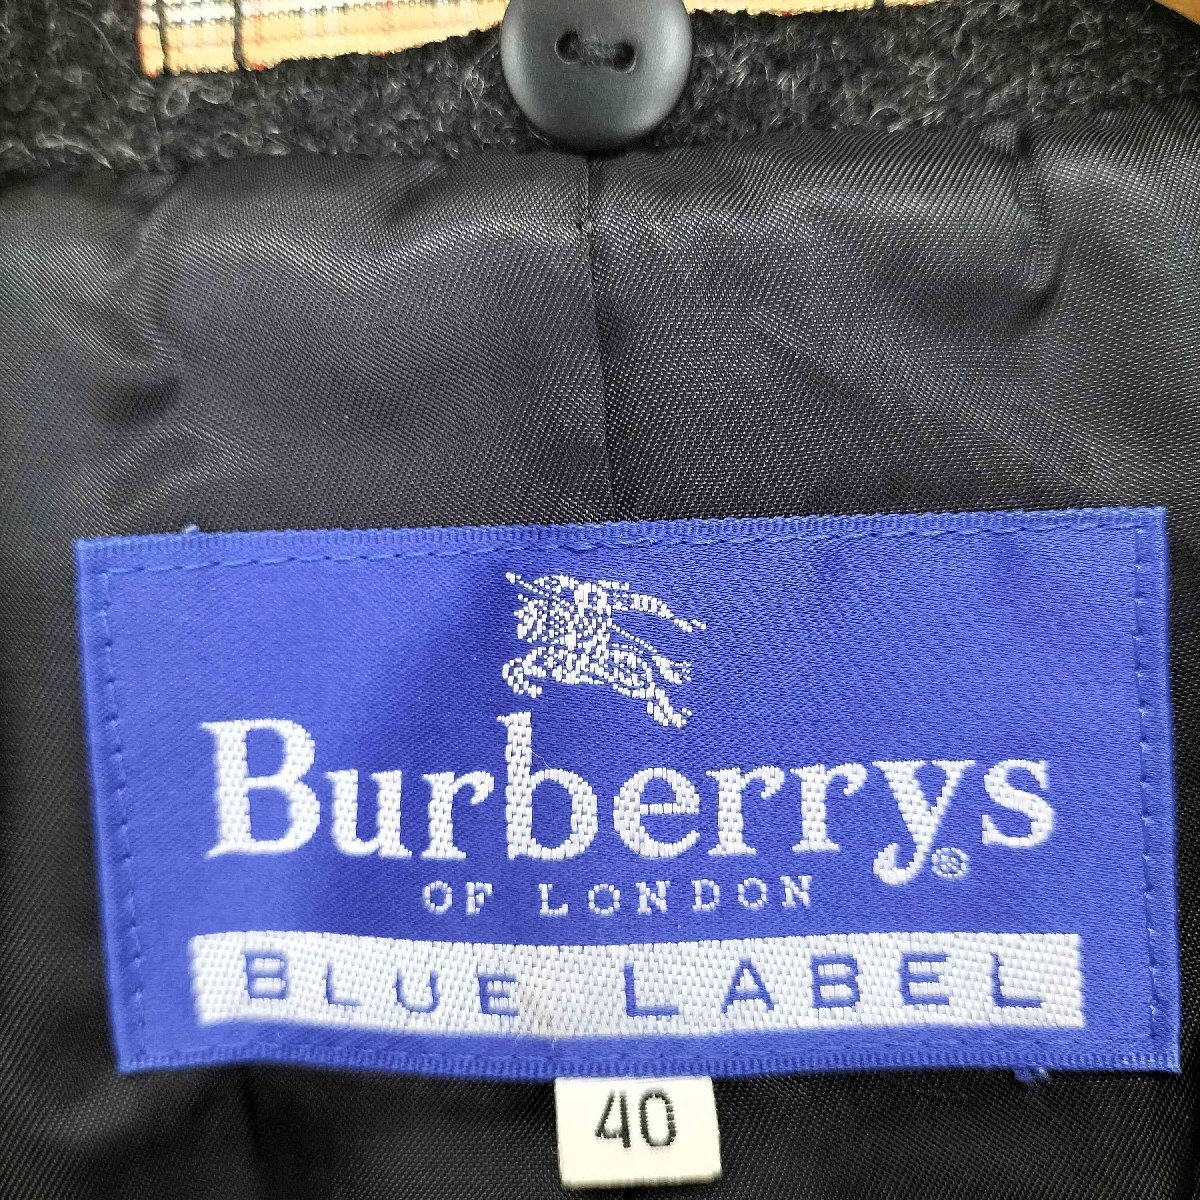 Burberrys®
OF LONDON
BLUE LABEL
40